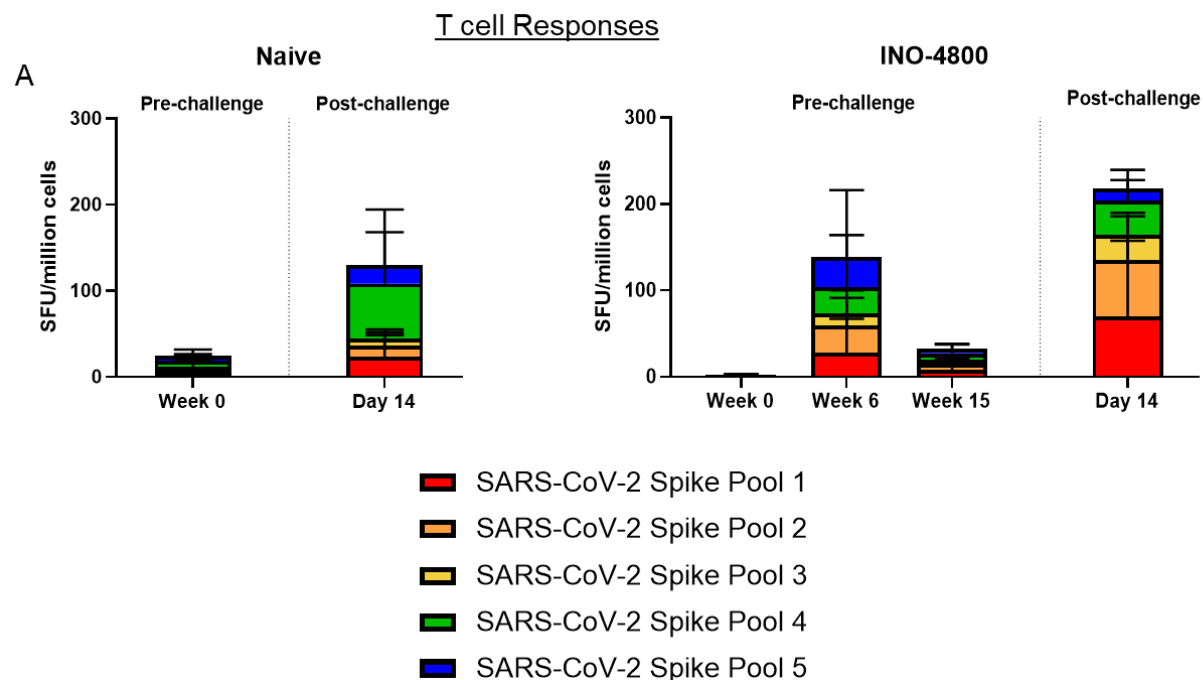 T cell Responses
A
Naive
Pre-challenge
Post-challenge
SFU/million cells
300
200
100
0
Week 0
Day 14
INO-4800
Pre-challenge
Post-challenge
SFU/million cells
300
200
100
0
Week 0
Week 6
Week 15
Day 14
SARS-CoV-2 Spike Pool 1
SARS-CoV-2 Spike Pool 2
SARS-CoV-2 Spike Pool 3
SARS-CoV-2 Spike Pool 4
SARS-CoV-2 Spike Pool 5